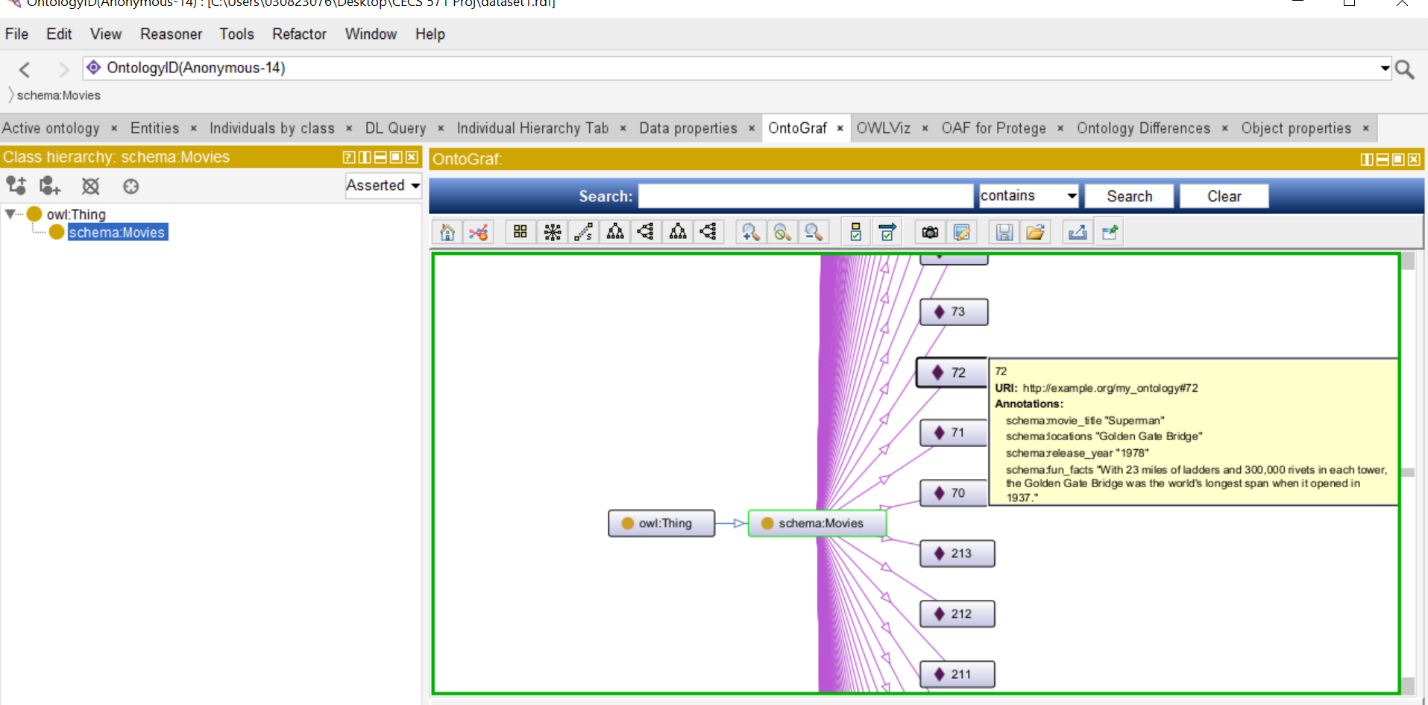 OntologyID(Anonymous-14) : [C:\Users\030823076\Desktop\CECS 571 Proj\dataset1.rdf]
File Edit View Reasoner Tools Refactor Window Help
OntologyID(Anonymous-14)
schema:Movies
Active ontology × Entities × Individuals by class × DL Query × Individual Hierarchy Tab × Data properties × OntoGraf × OWLViz × OAF for Protege × Ontology Differences × Object properties ×
Class hierarchy: schema:Movies
OntoGraf:
Asserted
Search: contains Search Clear
owl:Thing
schema:Movies
73
72
71
70
213
212
211
owl:Thing
schema:Movies
72
URI: http://example.org/my_ontology#72
Annotations:
schema:movie_title "Superman"
schema:locations "Golden Gate Bridge"
schema:release_year "1978"
schema:fun_facts "With 23 miles of ladders and 300,000 rivets in each tower,
the Golden Gate Bridge was the world's longest span when it opened in
1937."